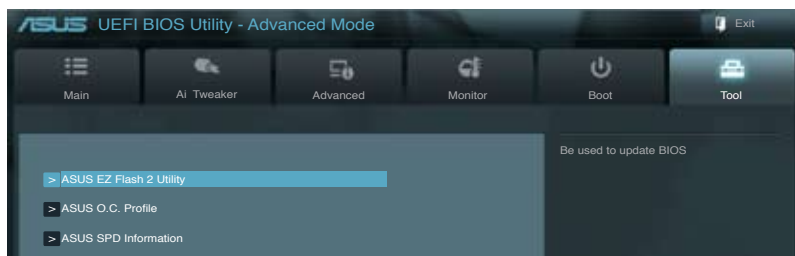 ASUS UEFI BIOS Utility - Advanced Mode
Exit
Main
Ai Tweaker
Advanced
Monitor
Boot
Tool
Be used to update BIOS
> ASUS EZ Flash 2 Utility
> ASUS O.C. Profile
> ASUS SPD Information